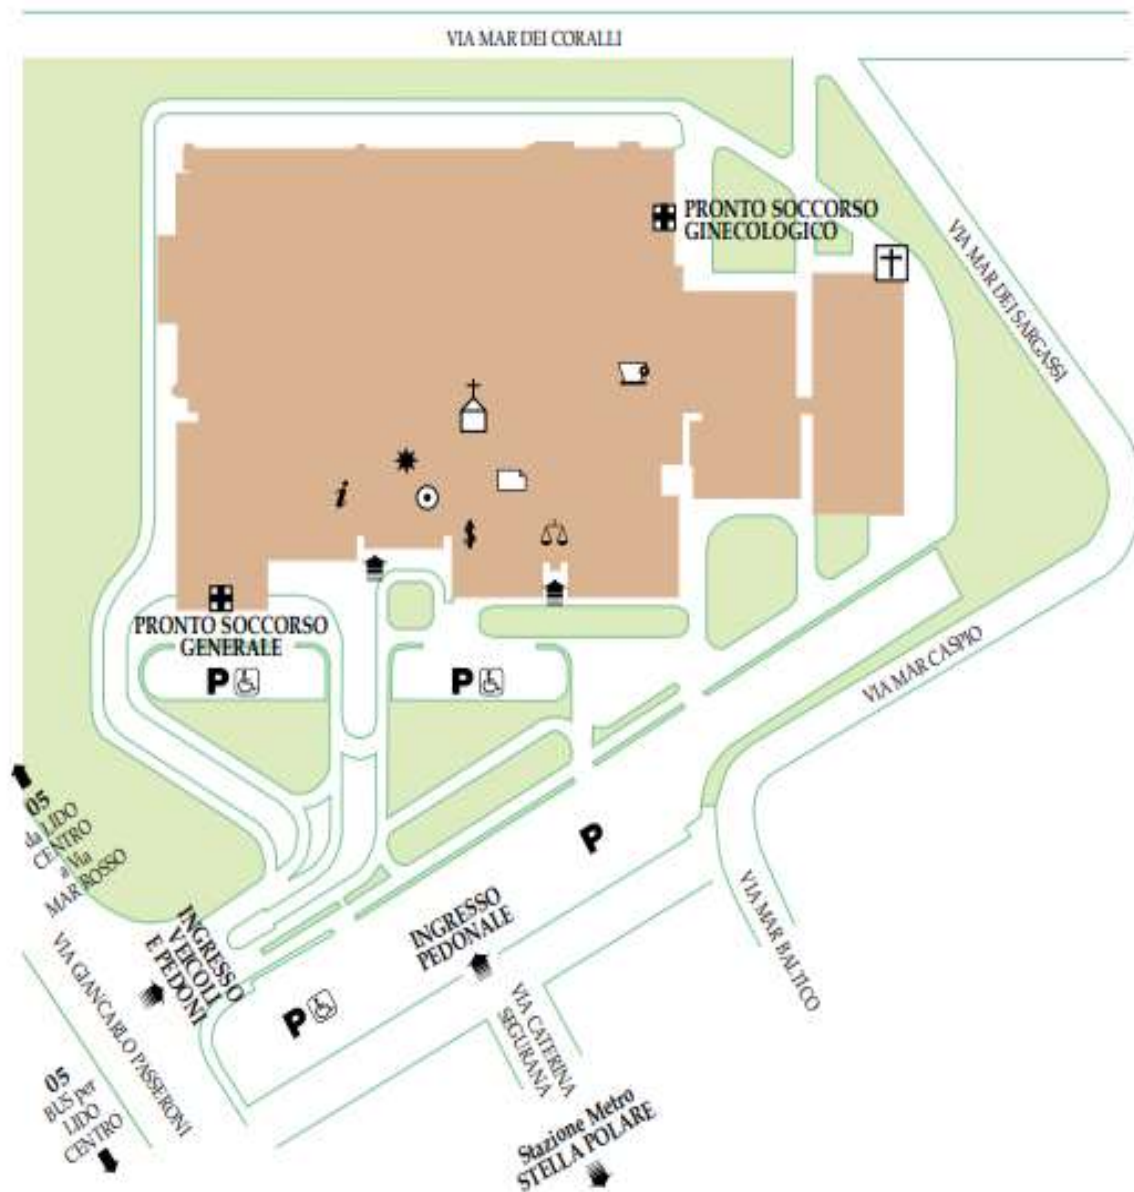 VIA MAR DEI CORALLI
PRONTO SOCCORSO
GINECOLOGICO
VIA MAR DEI SARGASSI
i
$
PRONTO SOCCORSO
GENERALE
P
P
VIA MAR CASPIO
05
da LIDO
CENTRO
a Via
MAR ROSSO
P
INGRESSO
VEICOLI
E PEDONI
INGRESSO
PEDONALE
VIA MAR BALTICO
VIA GIANCARLO PASSERONI
P
VIA CATERINA
SEGURANA
05
BUS per
LIDO
CENTRO
Stazione Metro
STELLA POLARE